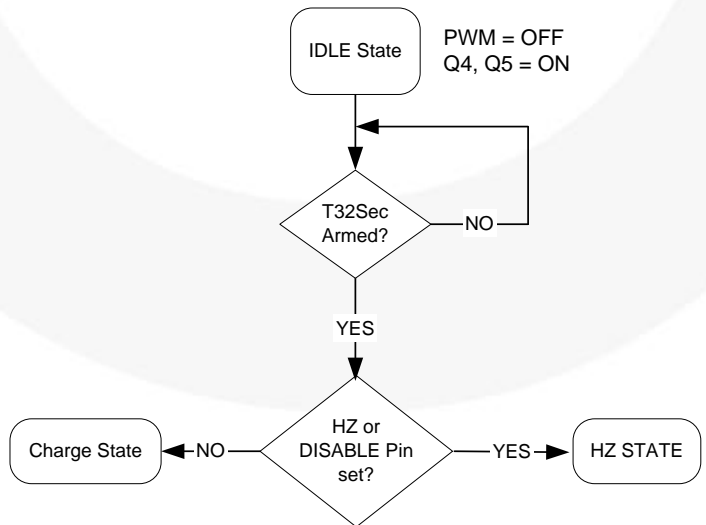 IDLE State
PWM = OFF
Q4, Q5 = ON
T32Sec
Armed?
NO
YES
HZ or
DISABLE Pin
set?
Charge State
NO
YES
HZ STATE